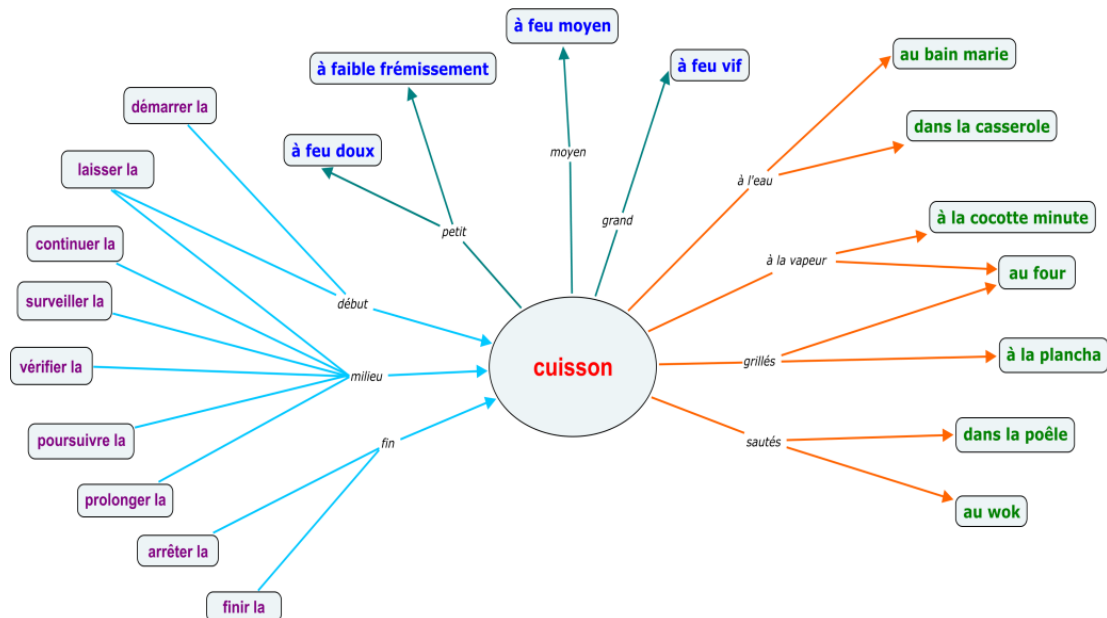 à feu moyen
à faible frémissement
à feu vif
au bain marie
démarrer la
dans la casserole
à feu doux
moyen
laisser la
à l'eau
grand
à la cocotte minute
petit
continuer la
à la vapeur
au four
surveiller la
début
vérifier la
milieu
cuisson
grillés
à la plancha
poursuivre la
fin
sautés
dans la poêle
prolonger la
au wok
arrêter la
finir la